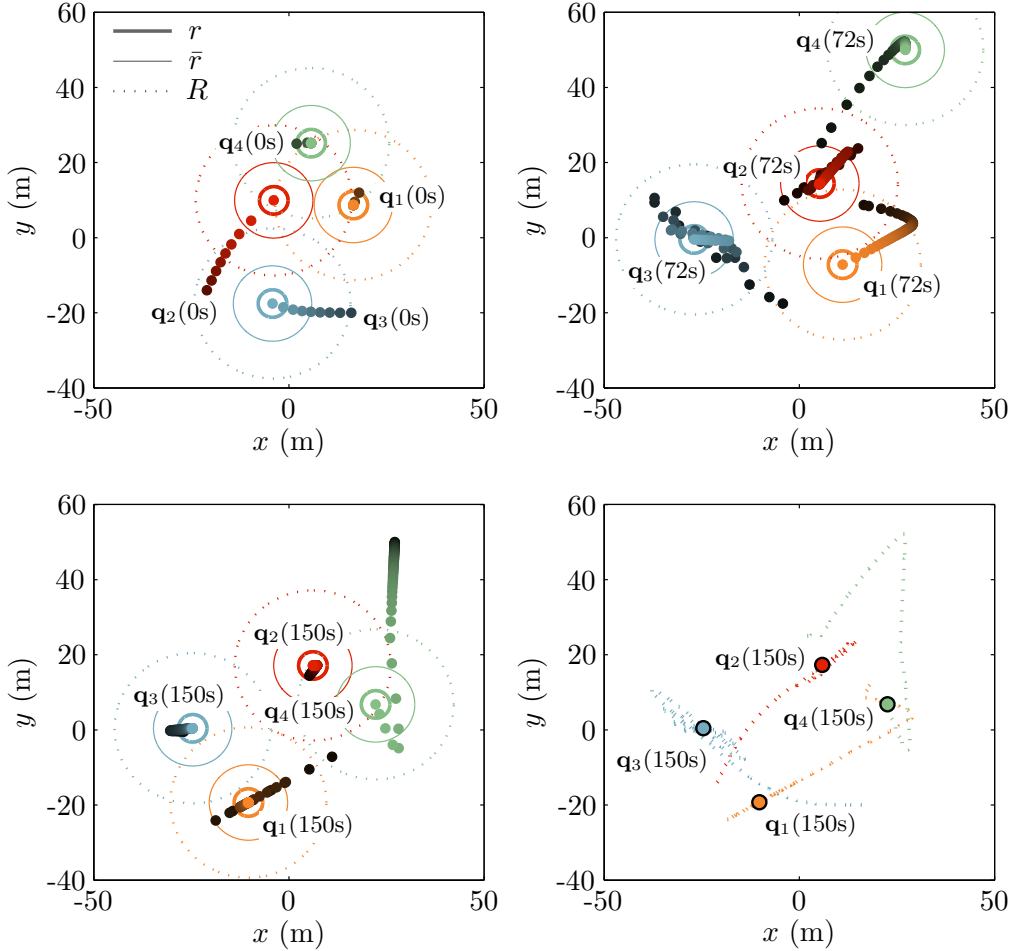 60
40
20
0
-20
-40
-50
0
50
x (m)
y (m)
r
r̄
R
q₄(0s)
q₁(0s)
q₂(0s)
q₃(0s)
60
40
20
0
-20
-40
-50
0
50
x (m)
y (m)
q₄(72s)
q₂(72s)
q₃(72s)
q₁(72s)
60
40
20
0
-20
-40
-50
0
50
x (m)
y (m)
q₂(150s)
q₃(150s)
q₄(150s)
q₁(150s)
60
40
20
0
-20
-40
-50
0
50
x (m)
y (m)
q₂(150s)
q₄(150s)
q₃(150s)
q₁(150s)